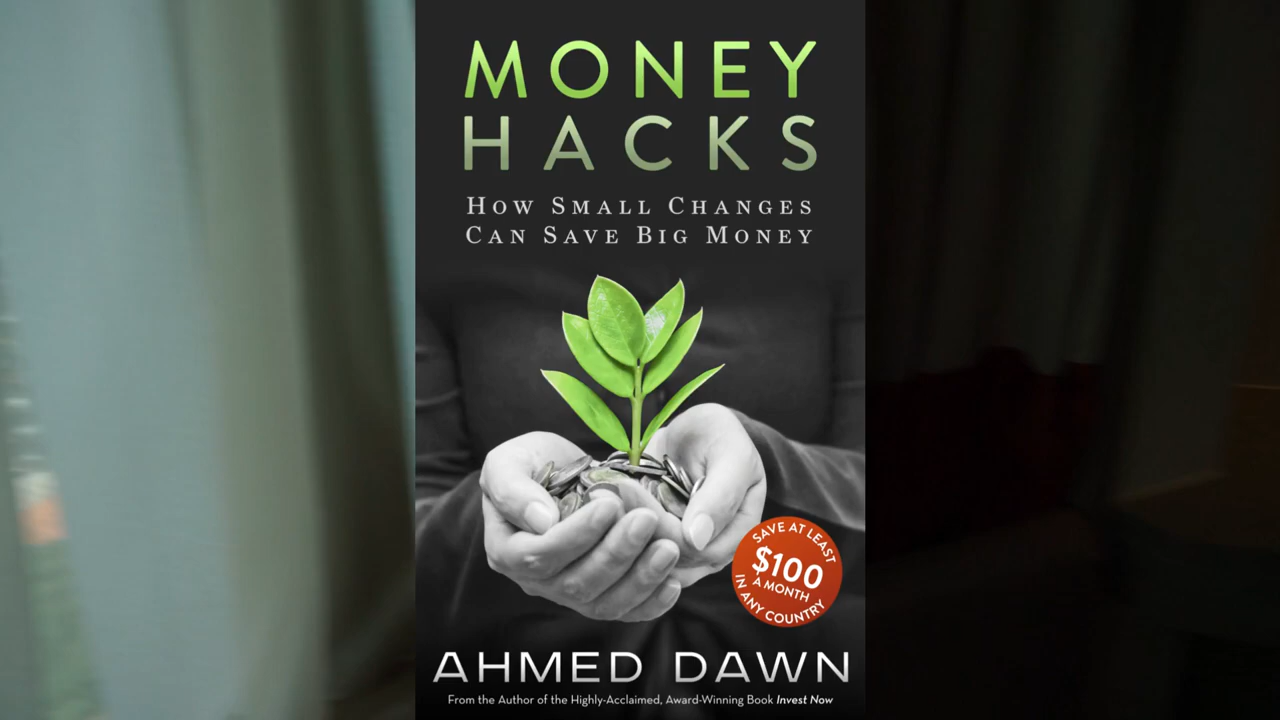 MONEY
HACKS
How Small Changes
Can Save Big Money
SAVE AT LEAST
$100
A MONTH
IN ANY COUNTRY
AHMED DAWN
From the Author of the Highly-Acclaimed, Award-Winning Book Invest Now